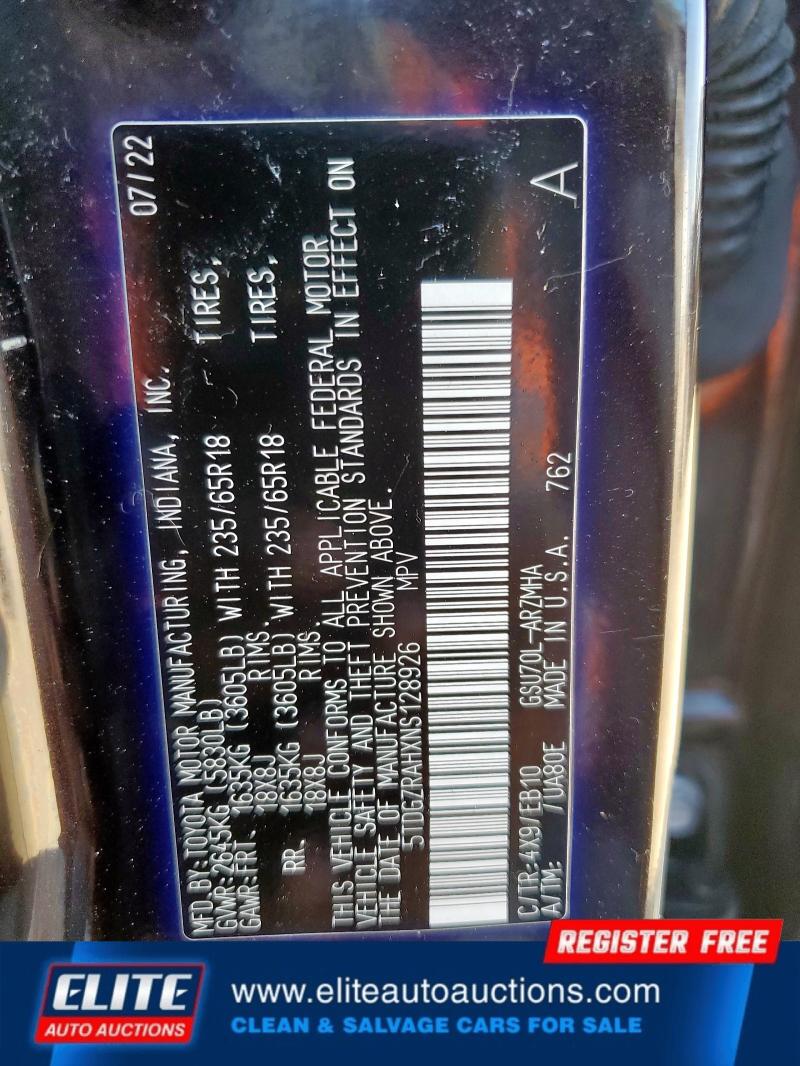 MFD. BY: TOYOTA MOTOR MANUFACTURING, INDIANA, INC. 07/22
GVWR: 2645KG (5830LB)
GAWR: FRT. 1635KG (3605LB) WITH 235/65R18 TIRES,
18X8J RIMS.
RR. 1635KG (3605LB) WITH 235/65R18 TIRES,
18X8J RIMS.
THIS VEHICLE CONFORMS TO ALL APPLICABLE FEDERAL MOTOR
VEHICLE SAFETY AND THEFT PREVENTION STANDARDS IN EFFECT ON
THE DATE OF MANUFACTURE SHOWN ABOVE.
5TDGZRAHXNS128926 MPV
C/TR: 4X9/EB10 GSU70L-ARZMHA
A/TM: /UA80E MADE IN U.S.A. 762
A
REGISTER FREE
ELITE
AUTO AUCTIONS
www.eliteautoauctions.com
CLEAN & SALVAGE CARS FOR SALE